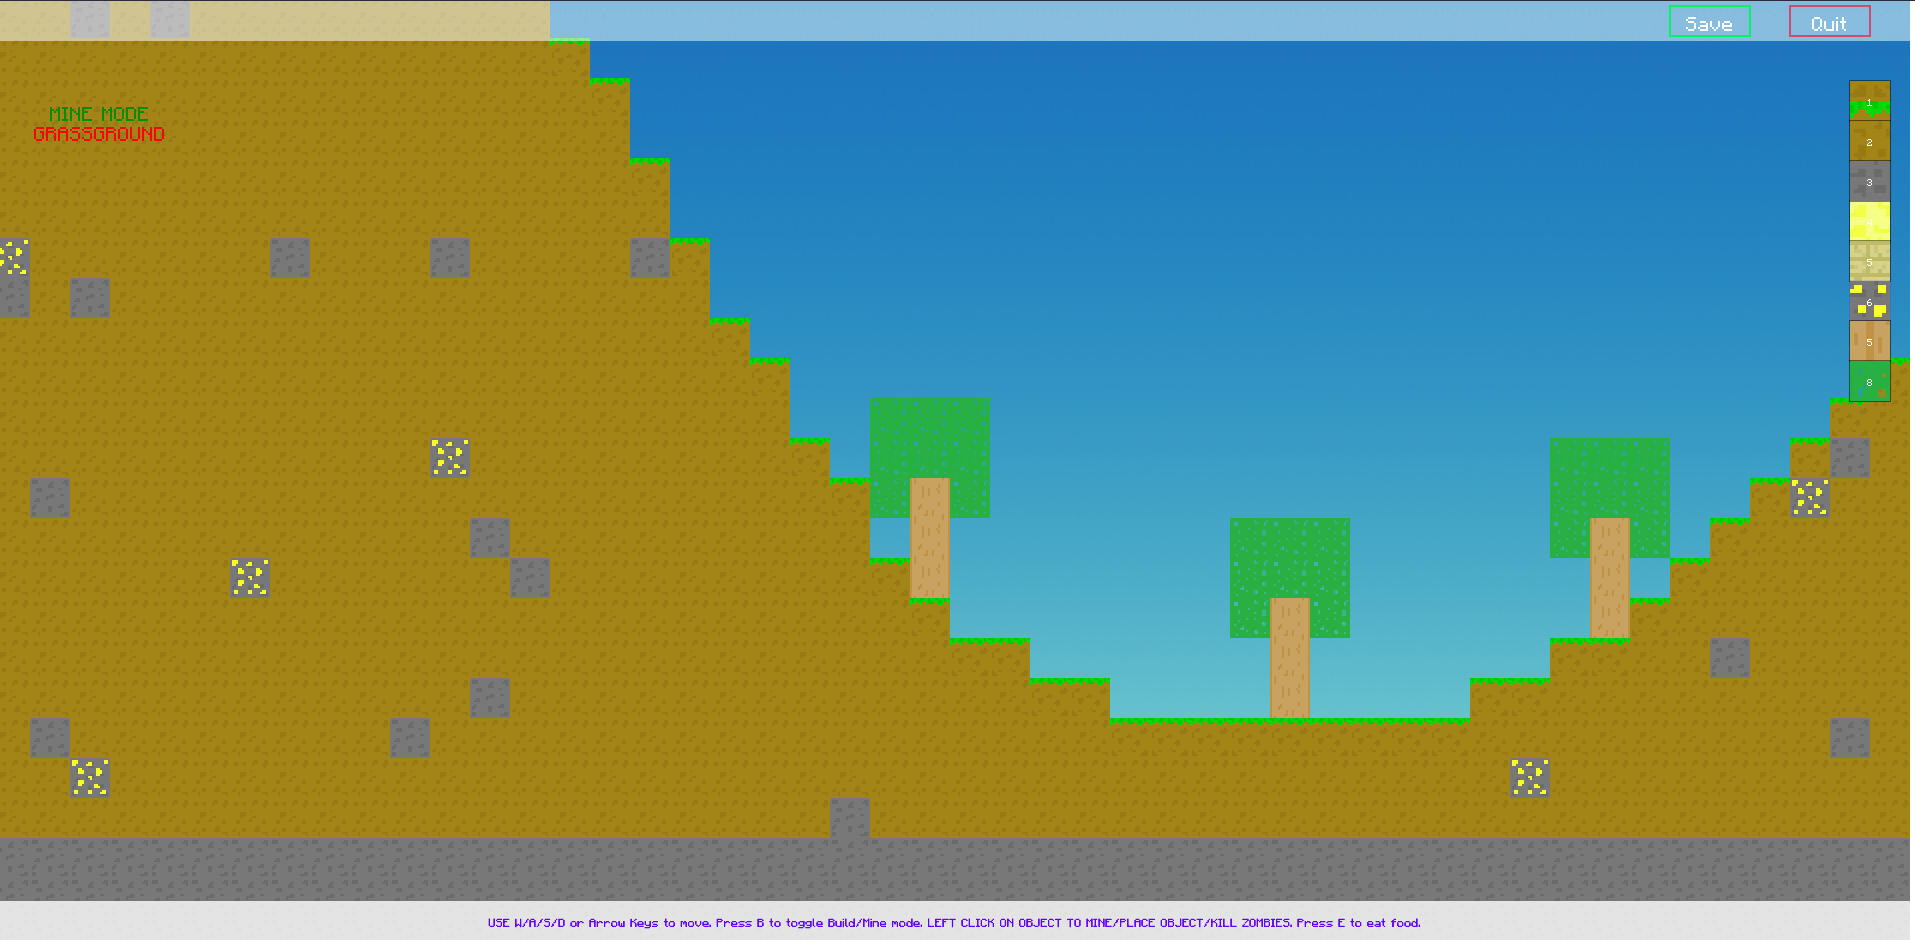 Save
Quit
MINE MODE
GRASSGROUND
1
2
3
5
6
5
8
USE W/A/S/D or Arrow Keys to move. Press B to toggle Build/Mine mode. LEFT CLICK ON OBJECT TO MINE/PLACE OBJECT/KILL ZOMBIES. Press E to eat food.